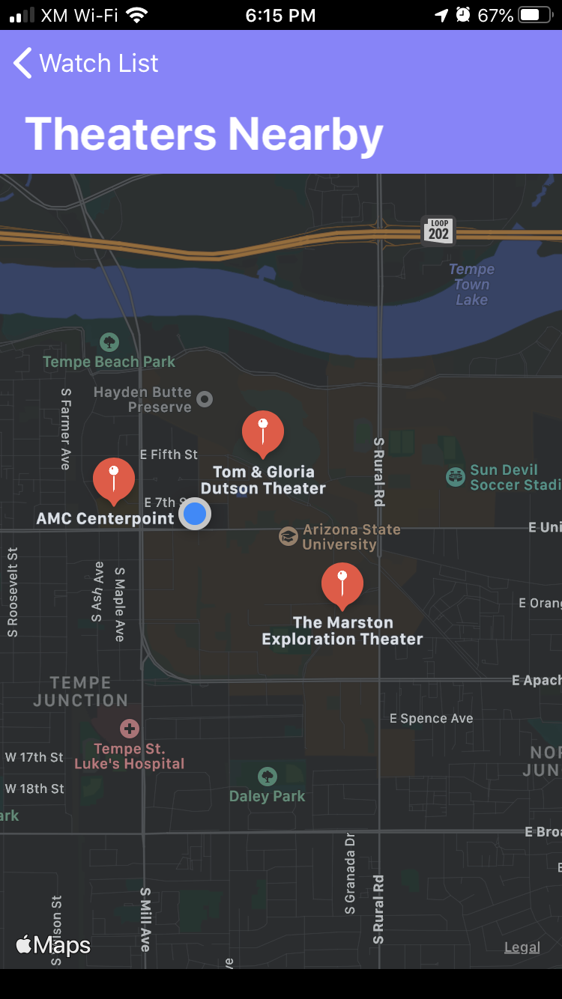 XM Wi-Fi
6:15 PM
67%
Watch List
Theaters Nearby
LOOP
202
Tempe
Town
Lake
Tempe Beach Park
S Farmer Ave
Hayden Butte
Preserve
E Fifth St
Tom & Gloria
Dutson Theater
S Rural Rd
Sun Devil
Soccer Stadi
E 7th S
AMC Centerpoint
Arizona State
University
E Uni
S Roosevelt St
S Ash Ave
S Maple Ave
E Orang
The Marston
Exploration Theater
TEMPE
JUNCTION
E Apach
E Spence Ave
Tempe St.
Luke's Hospital
W 17th St
NOR
JUN
W 18th St
Daley Park
ark
E Broa
E
S Granada Dr
S Rural Rd
S Mill Ave
lson St
S
ve
Maps
Legal